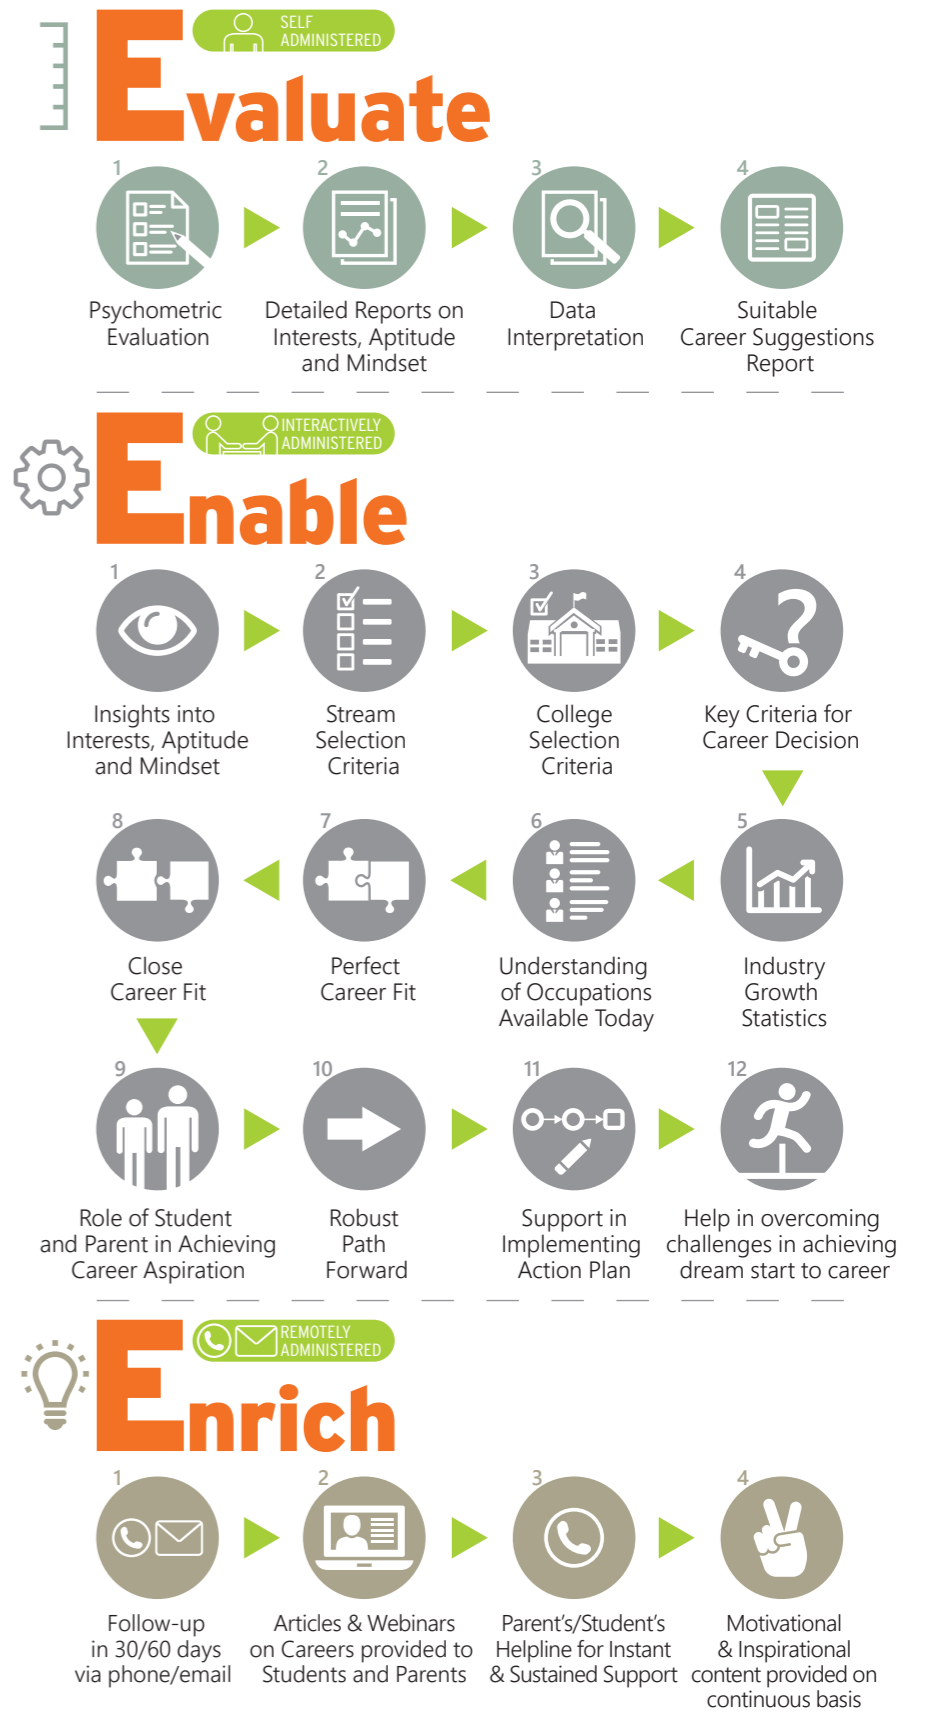 SELF
ADMINISTERED
Evaluate
1
2
3
4
Psychometric
Evaluation
Detailed Reports on
Interests, Aptitude
and Mindset
Data
Interpretation
Suitable
Career Suggestions
Report
INTERACTIVELY
ADMINISTERED
Enable
1
2
3
4
Insights into
Interests, Aptitude
and Mindset
Stream
Selection
Criteria
College
Selection
Criteria
Key Criteria for
Career Decision
8
7
6
5
Close
Career Fit
Perfect
Career Fit
Understanding
of Occupations
Available Today
Industry
Growth
Statistics
9
10
11
12
Role of Student
and Parent in Achieving
Career Aspiration
Robust
Path
Forward
Support in
Implementing
Action Plan
Help in overcoming
challenges in achieving
dream start to career
REMOTELY
ADMINISTERED
Enrich
1
2
3
4
Follow-up
in 30/60 days
via phone/email
Articles & Webinars
on Careers provided to
Students and Parents
Parent's/Student's
Helpline for Instant
& Sustained Support
Motivational
& Inspirational
content provided on
continuous basis